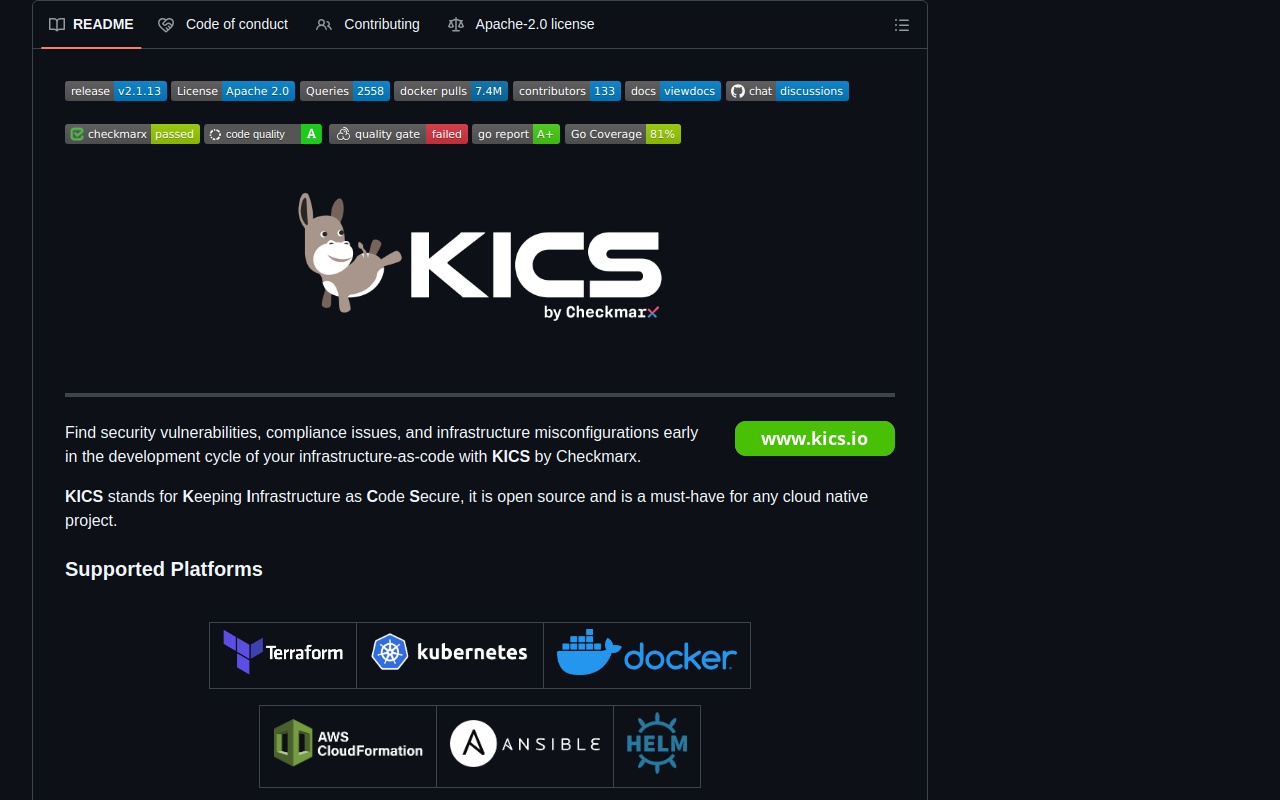 README Code of conduct Contributing Apache-2.0 license
release v2.1.13 License Apache 2.0 Queries 2558 docker pulls 7.4M contributors 133 docs viewdocs chat discussions
checkmarx passed code quality A quality gate failed go report A+ Go Coverage 81%
KICS
by Checkmarx
Find security vulnerabilities, compliance issues, and infrastructure misconfigurations early
www.kics.io
in the development cycle of your infrastructure-as-code with KICS by Checkmarx.
KICS stands for Keeping Infrastructure as Code Secure, it is open source and is a must-have for any cloud native
project.
Supported Platforms
Terraform kubernetes docker
AWS
CloudFormation
ANSIBLE
HELM